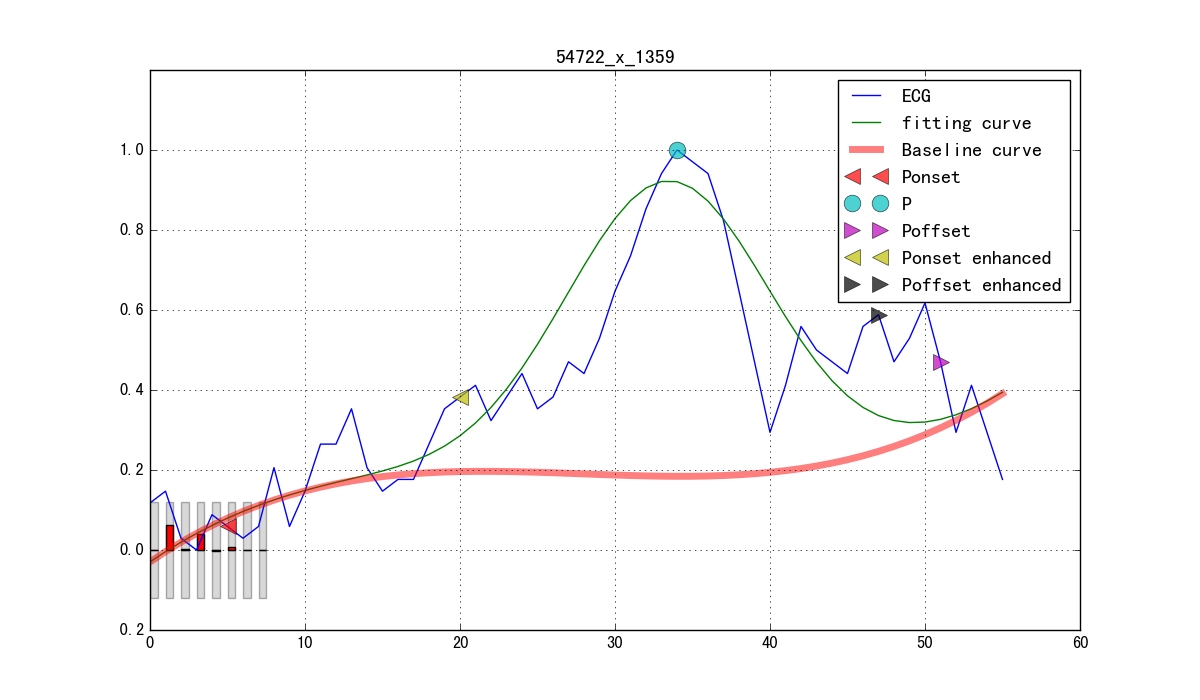 54722_x_1359
ECG
fitting curve
Baseline curve
Ponset
P
Poffset
Ponset enhanced
Poffset enhanced
1.0
0.8
0.6
0.4
0.2
0.0
0.2
0 10 20 30 40 50 60